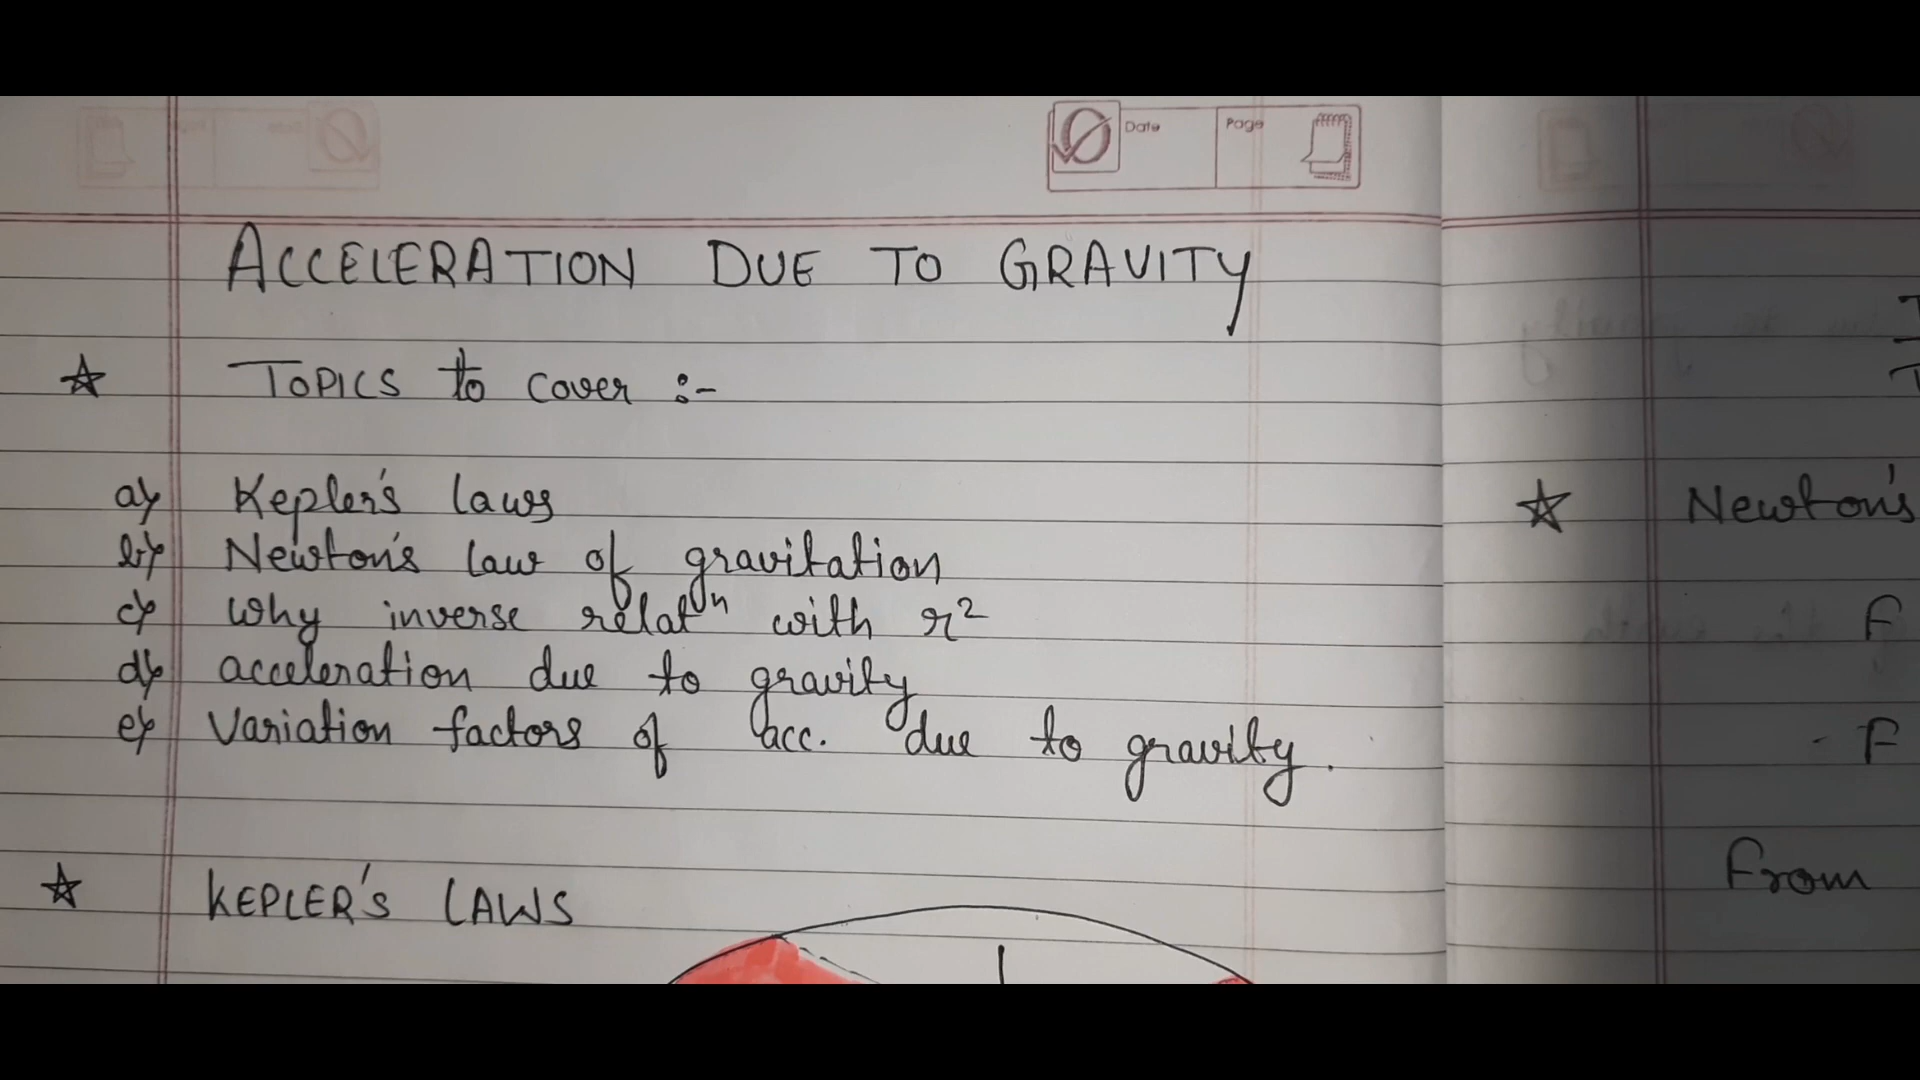 Date Page
ACCELERATION DUE TO GRAVITY
☆ TOPICS to cover :-
a) Kepler's laws
b) Newton's law of gravitation
c) Why inverse relatⁿ with r²
d) acceleration due to gravity
e) Variation factors of acc. due to gravity.
☆ KEPLER'S LAWS
☆ Newton's
F
F
From